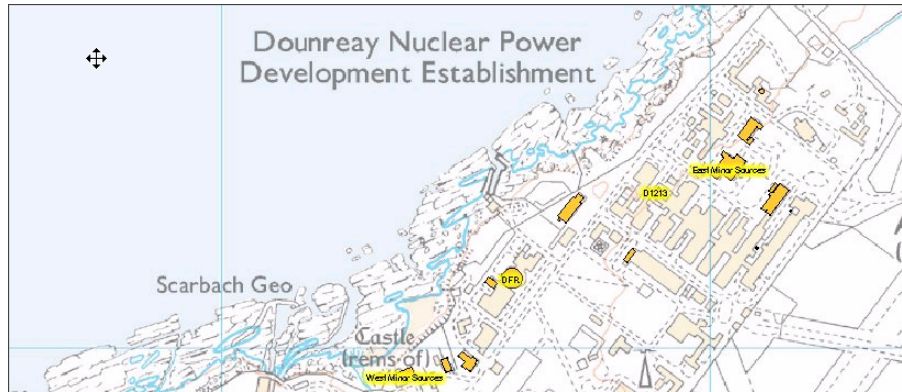 Dounreay Nuclear Power
Development Establishment
East Minor Sources
D1213
DFR
Scarbach Geo
Castle
(rems of)
West Minor Sources